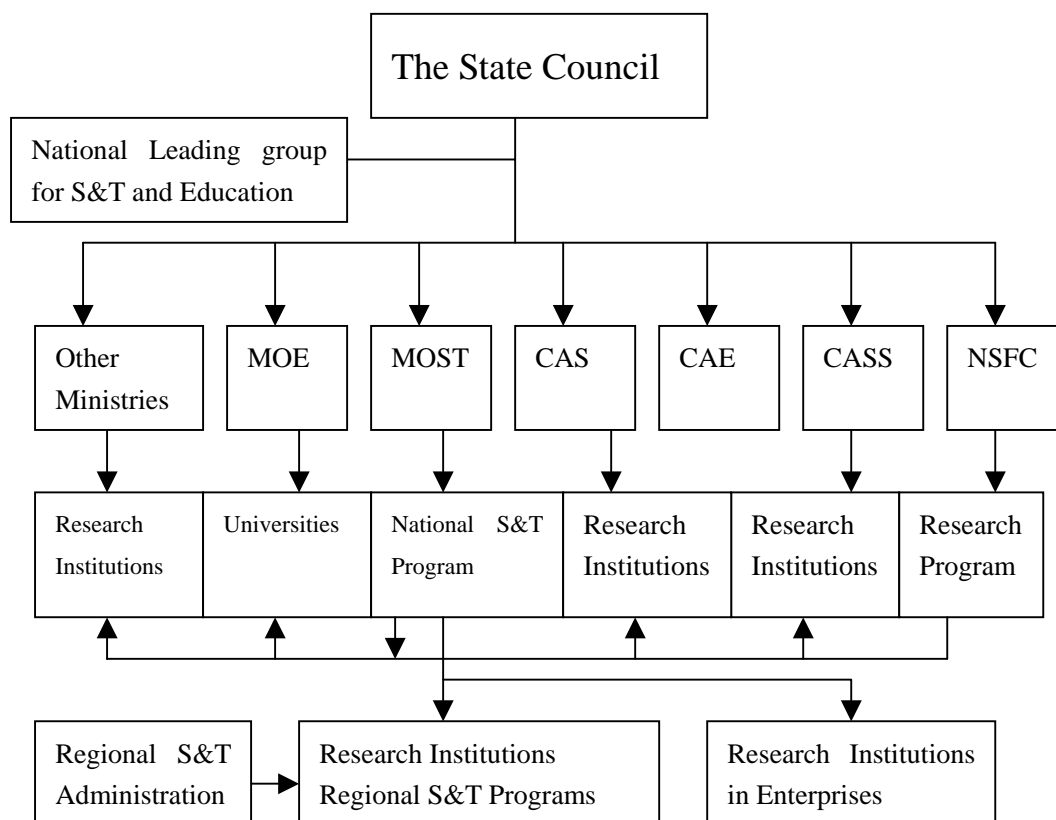 The State Council
National Leading group
for S&T and Education
Other
Ministries
MOE
MOST
CAS
CAE
CASS
NSFC
Research
Institutions
Universities
National S&T
Program
Research
Institutions
Research
Institutions
Research
Program
Regional S&T
Administration
Research Institutions
Regional S&T Programs
Research Institutions
in Enterprises